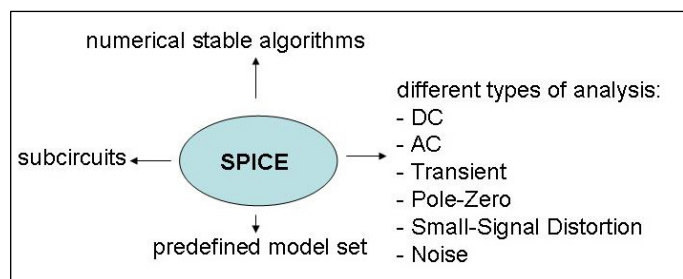 numerical stable algorithms
different types of analysis:
- DC
- AC
- Transient
- Pole-Zero
- Small-Signal Distortion
- Noise
subcircuits
SPICE
predefined model set